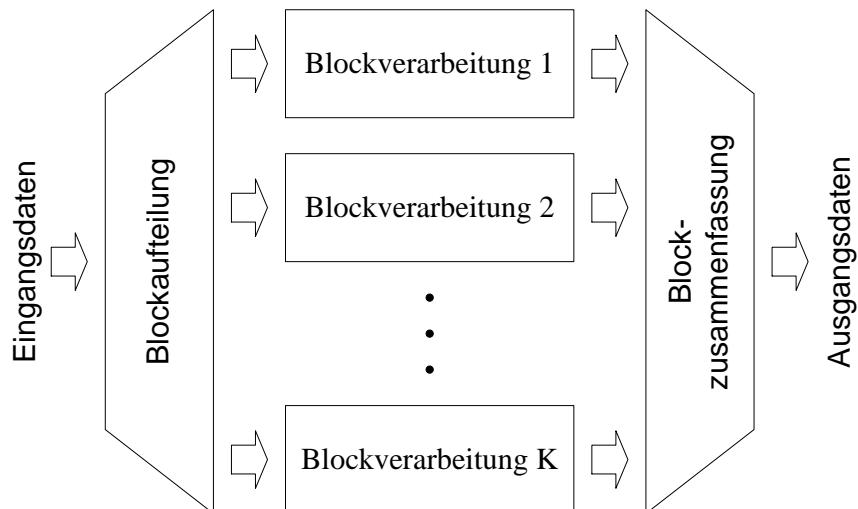 Eingangsdaten
Blockaufteilung
Blockverarbeitung 1
Blockverarbeitung 2
Blockverarbeitung K
Block-
zusammenfassung
Ausgangsdaten